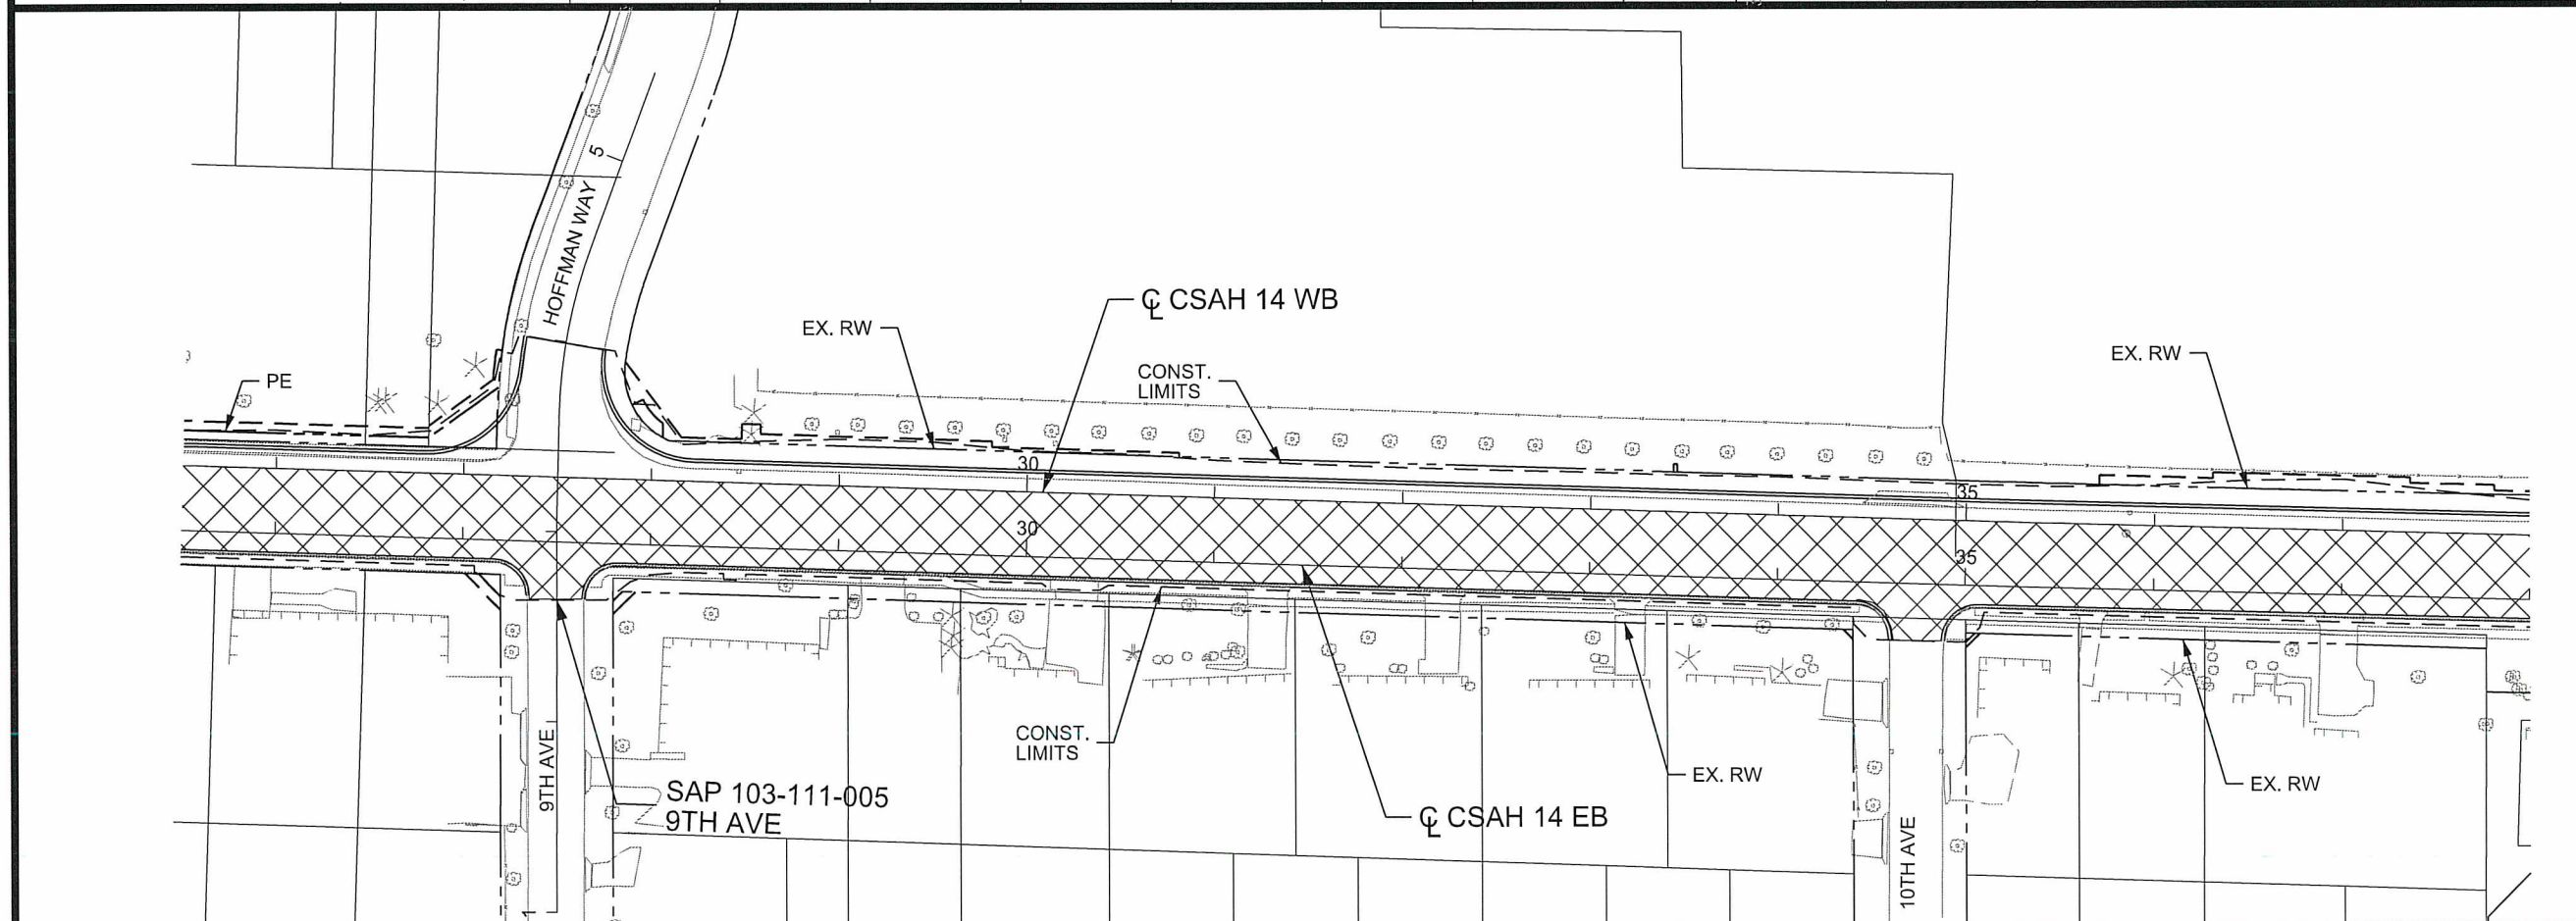 5
HOFFMAN WAY
℄ CSAH 14 WB
EX. RW
CONST.
LIMITS
EX. RW
PE
30
35
30
35
CONST.
LIMITS
9TH AVE
SAP 103-111-005
9TH AVE
℄ CSAH 14 EB
EX. RW
EX. RW
10TH AVE
1